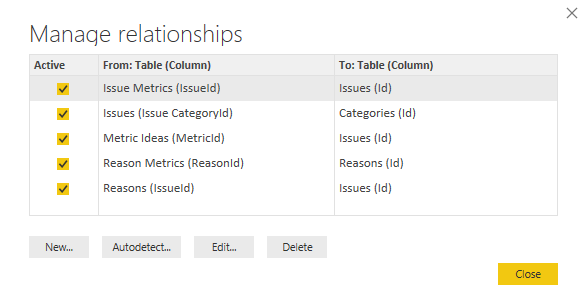 Manage relationships
Active From: Table (Column) To: Table (Column)
Issue Metrics (IssueId) Issues (Id)
Issues (Issue CategoryId) Categories (Id)
Metric Ideas (MetricId) Issues (Id)
Reason Metrics (ReasonId) Reasons (Id)
Reasons (IssueId) Issues (Id)
New... Autodetect... Edit... Delete
Close